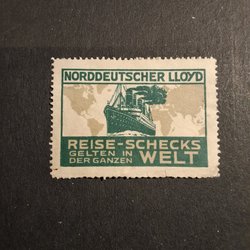 NORDDEUTSCHER LLOYD
REISE-SCHECKS
GELTEN IN
DER GANZEN WELT